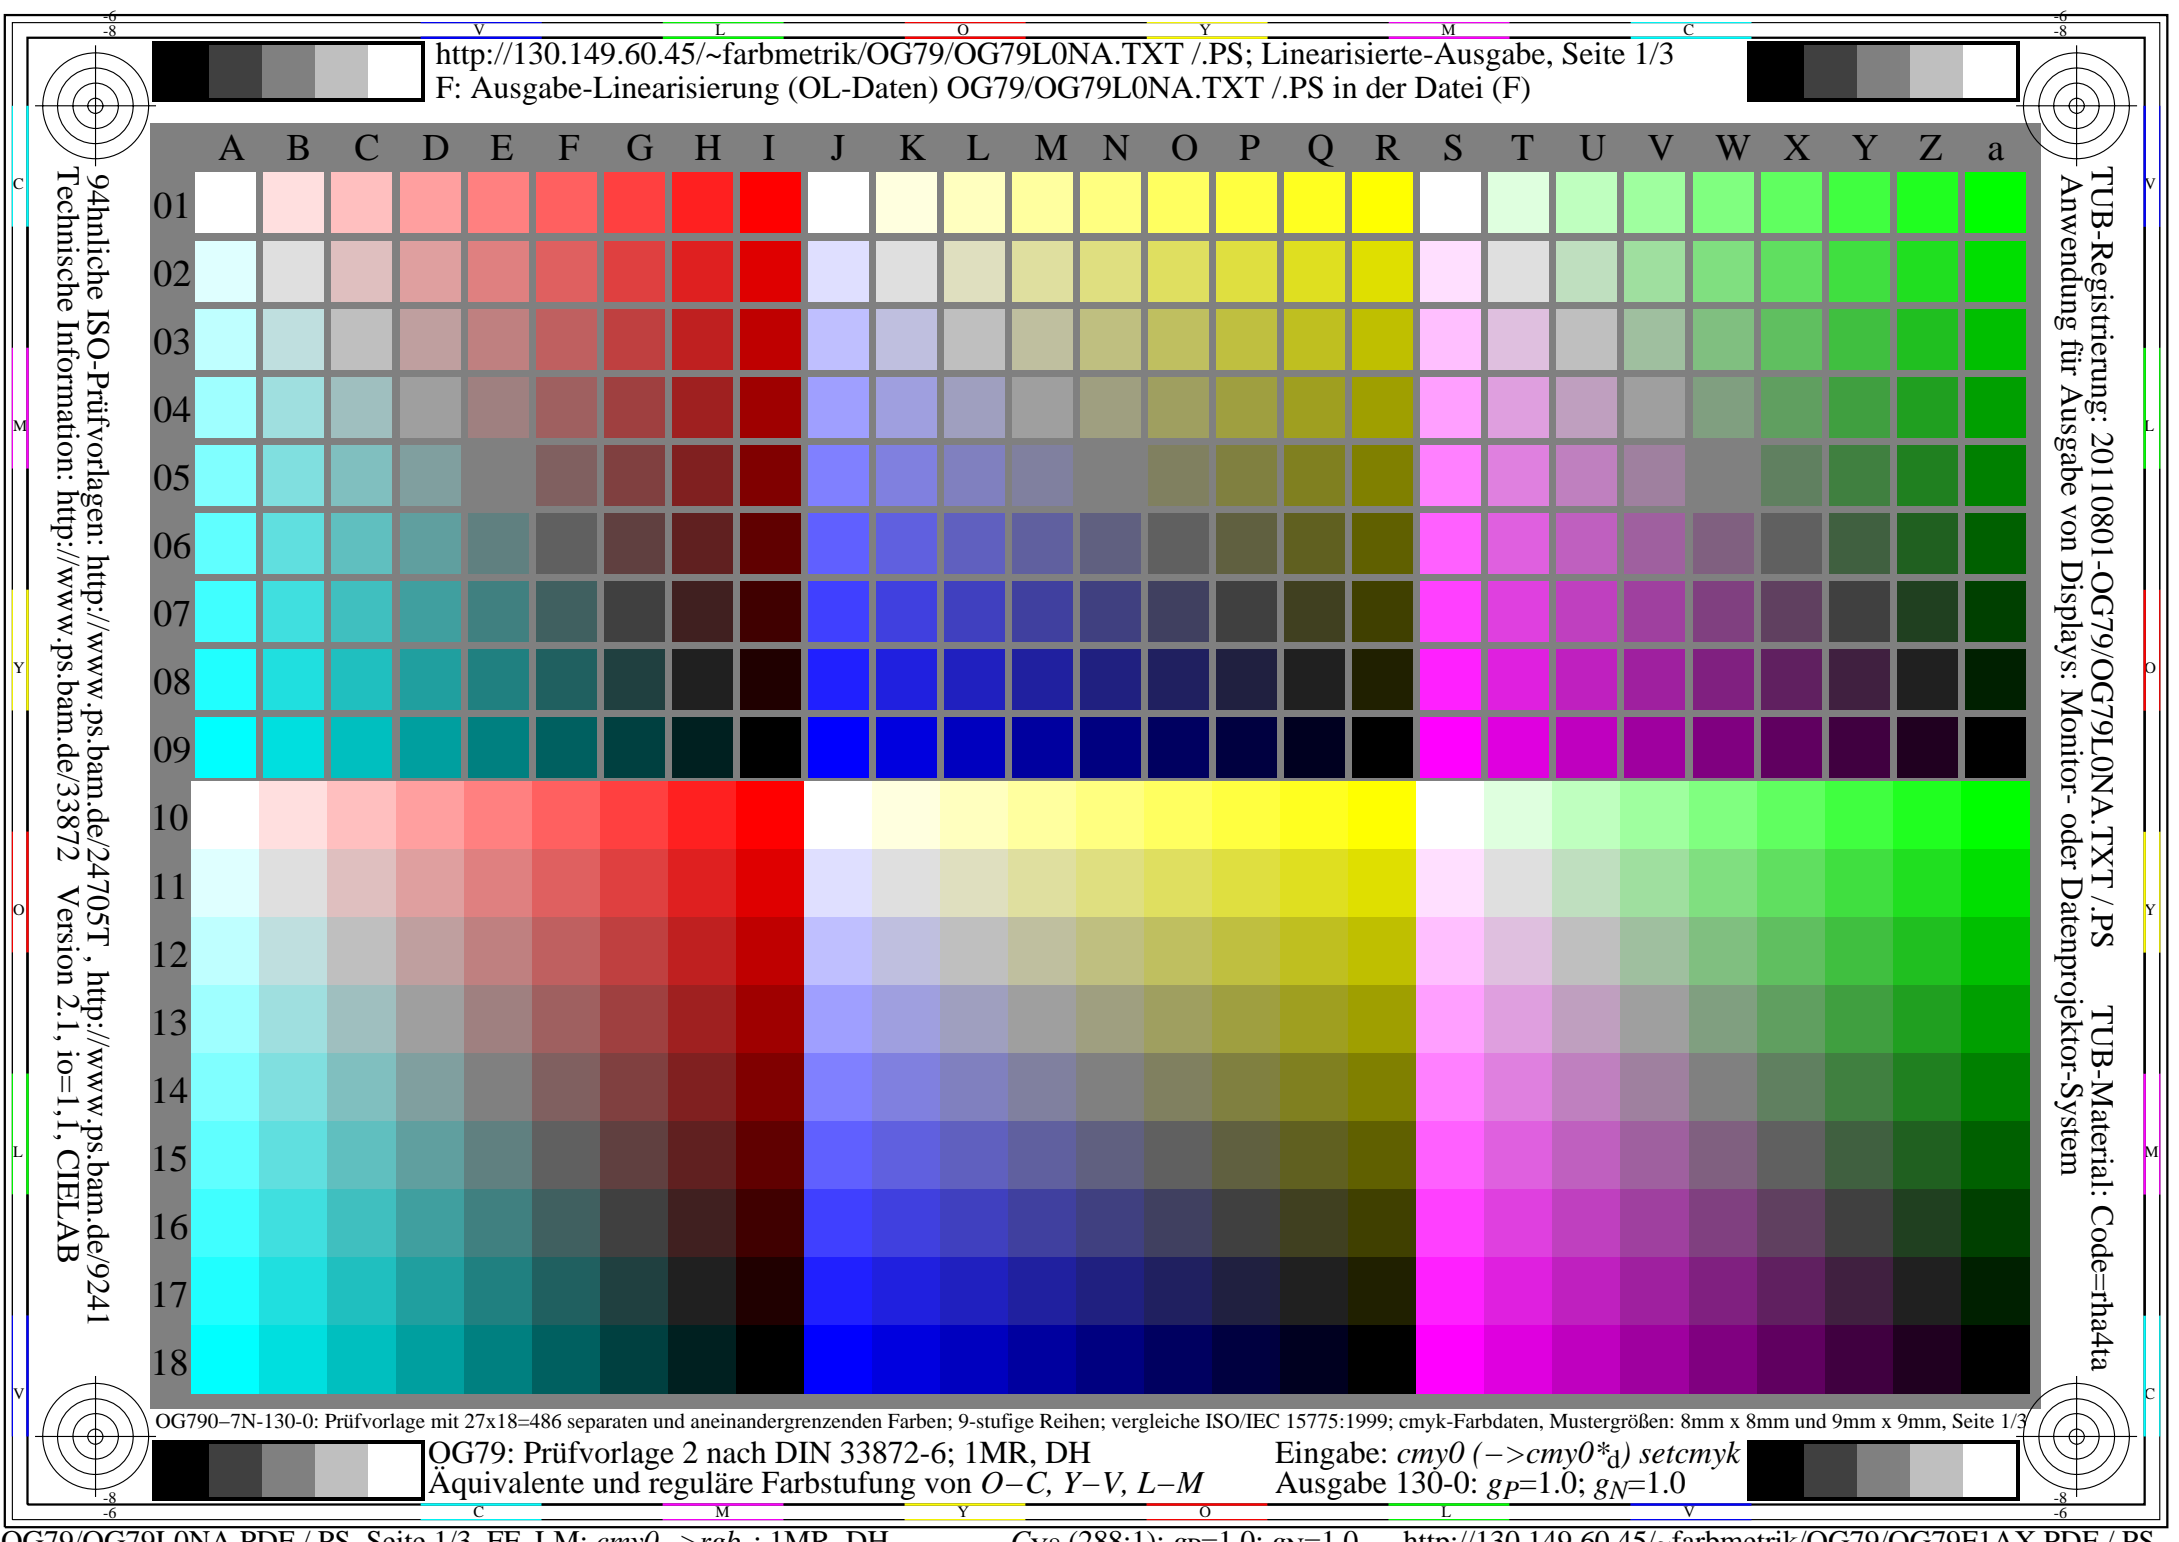 -6
-8
V L O Y M C
-6
-8
http://130.149.60.45/~farbmetrik/OG79/OG79L0NA.TXT /.PS; Linearisierte-Ausgabe, Seite 1/3
F: Ausgabe-Linearisierung (OL-Daten) OG79/OG79L0NA.TXT /.PS in der Datei (F)
A B C D E F G H I J K L M N O P Q R S T U V W X Y Z a
01
02
03
04
05
06
07
08
09
10
11
12
13
14
15
16
17
18
C
M
Y
O
L
V
94hnliche ISO-Prüfvorlagen: http://www.ps.bam.de/24705T , http://www.ps.bam.de/9241
Technische Information: http://www.ps.bam.de/33872 Version 2.1, io=1,1, CIELAB
TUB-Registrierung: 20110801-OG79/OG79L0NA.TXT /.PS TUB-Material: Code=rha4ta
Anwendung für Ausgabe von Displays: Monitor- oder Datenprojektor-System
V
L
O
Y
M
C
OG790−7N-130-0: Prüfvorlage mit 27x18=486 separaten und aneinandergrenzenden Farben; 9-stufige Reihen; vergleiche ISO/IEC 15775:1999; cmyk-Farbdaten, Mustergrößen: 8mm x 8mm und 9mm x 9mm, Seite 1/3
OG79: Prüfvorlage 2 nach DIN 33872-6; 1MR, DH
Äquivalente und reguläre Farbstufung von O−C, Y−V, L−M
Eingabe: cmy0 (−>cmy0*d) setcmyk
Ausgabe 130-0: gP=1.0; gN=1.0
-8
-6
C M Y O L V
-8
-6